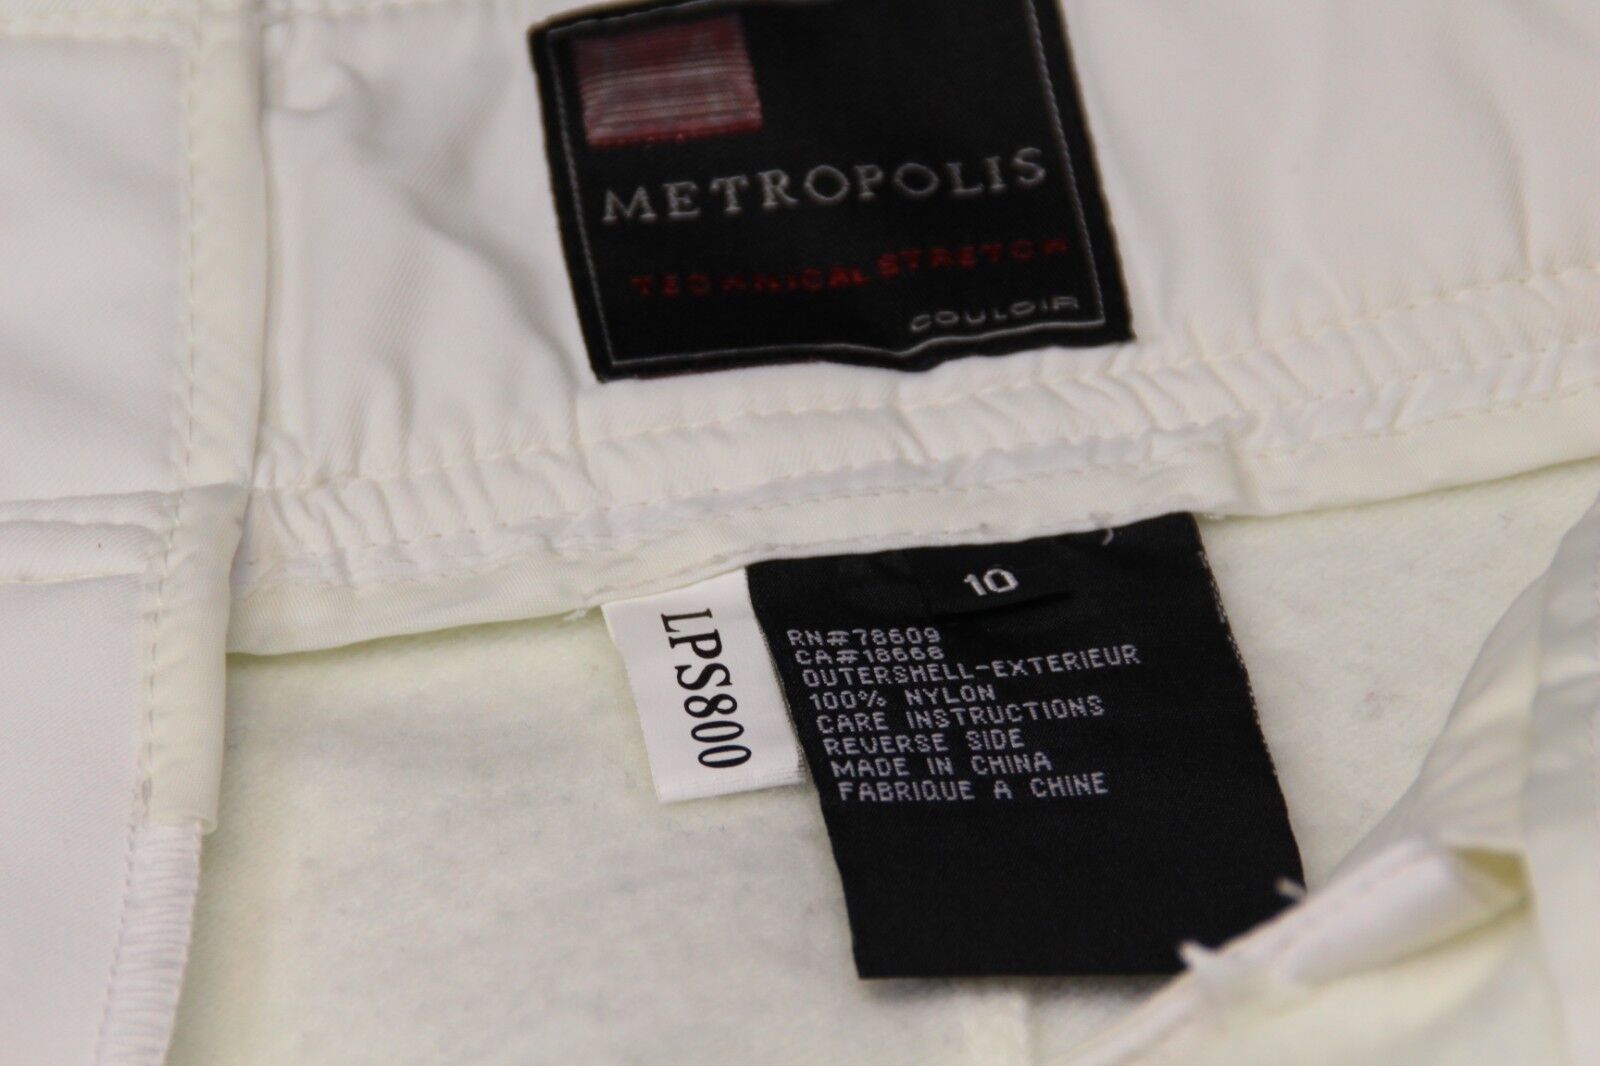 METROPOLIS
TECHNICAL STRETCH
COULOIR
10
LPS800
RN#78609
CA#18668
OUTERSHELL-EXTERIEUR
100% NYLON
CARE INSTRUCTIONS
REVERSE SIDE
MADE IN CHINA
FABRIQUE A CHINE